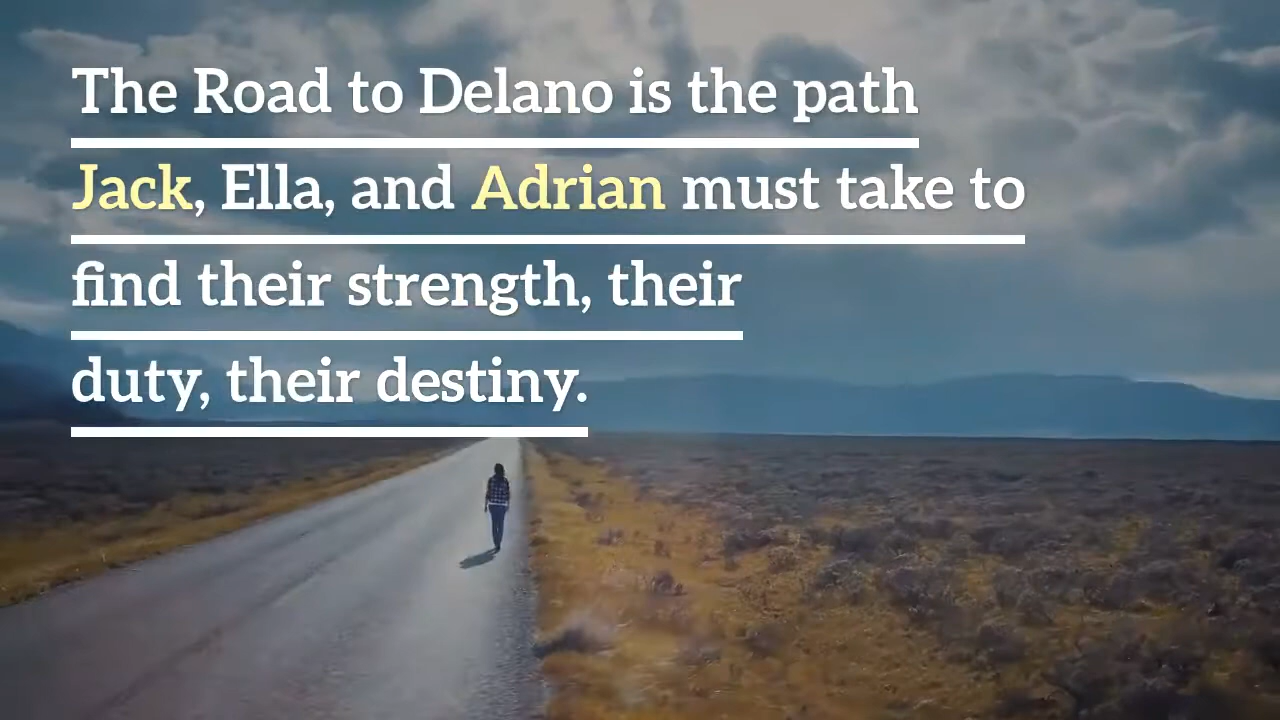 The Road to Delano is the path
Jack, Ella, and Adrian must take to
find their strength, their
duty, their destiny.